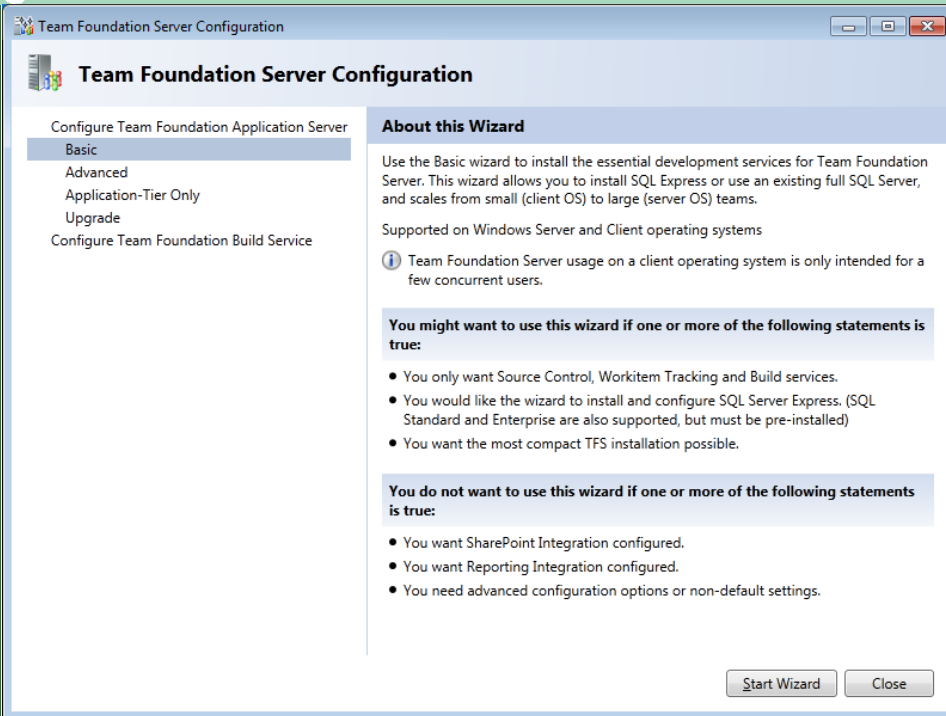 Team Foundation Server Configuration
Team Foundation Server Configuration
Configure Team Foundation Application Server
Basic
Advanced
Application-Tier Only
Upgrade
Configure Team Foundation Build Service
About this Wizard
Use the Basic wizard to install the essential development services for Team Foundation
Server. This wizard allows you to install SQL Express or use an existing full SQL Server,
and scales from small (client OS) to large (server OS) teams.
Supported on Windows Server and Client operating systems
Team Foundation Server usage on a client operating system is only intended for a
few concurrent users.
You might want to use this wizard if one or more of the following statements is
true:
• You only want Source Control, Workitem Tracking and Build services.
• You would like the wizard to install and configure SQL Server Express. (SQL
Standard and Enterprise are also supported, but must be pre-installed)
• You want the most compact TFS installation possible.
You do not want to use this wizard if one or more of the following statements
is true:
• You want SharePoint Integration configured.
• You want Reporting Integration configured.
• You need advanced configuration options or non-default settings.
Start Wizard
Close